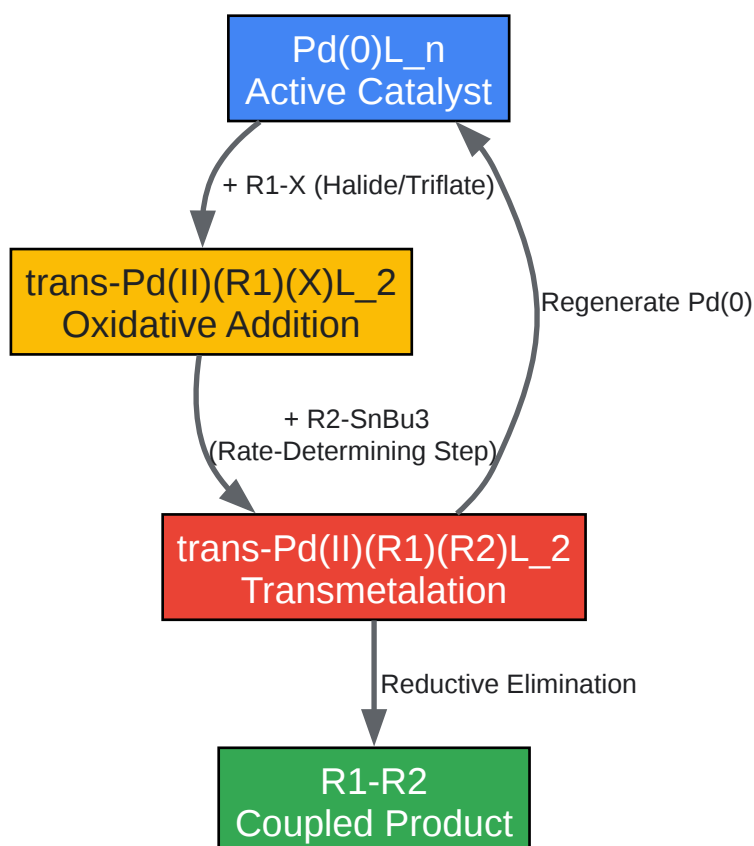 Pd(0)L_n
Active Catalyst
+ R1-X (Halide/Triflate)
trans-Pd(II)(R1)(X)L_2
Oxidative Addition
Regenerate Pd(0)
+ R2-SnBu3
(Rate-Determining Step)
trans-Pd(II)(R1)(R2)L_2
Transmetalation
Reductive Elimination
R1-R2
Coupled Product